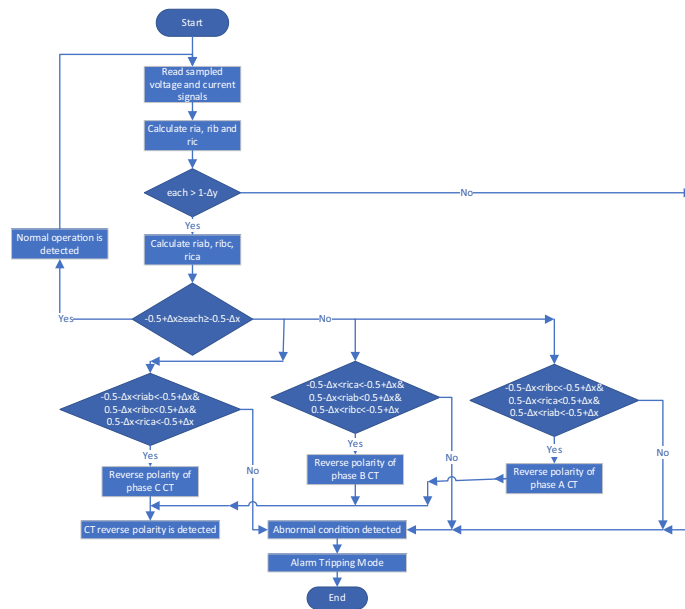 Start
Read sampled
voltage and current
signals
Calculate ria, rib and
ric
each > 1-Δy
No
Yes
Normal operation is
detected
Calculate riab, ribc,
rica
Yes
-0.5+Δx≥each≥-0.5-Δx
No
-0.5-Δx<riab<-0.5+Δx&
0.5-Δx<ribc<0.5+Δx&
0.5-Δx<rica<-0.5+Δx
-0.5-Δx<rica<-0.5+Δx&
0.5-Δx<riab<0.5+Δx&
0.5-Δx<ribc<-0.5+Δx
-0.5-Δx<ribc<-0.5+Δx&
0.5-Δx<rica<0.5+Δx&
0.5-Δx<riab<-0.5+Δx
Yes
No
Yes
No
Yes
No
Reverse polarity of
phase C CT
Reverse polarity of
phase B CT
Reverse polarity of
phase A CT
CT reverse polarity is detected
Abnormal condition detected
Alarm Tripping Mode
End